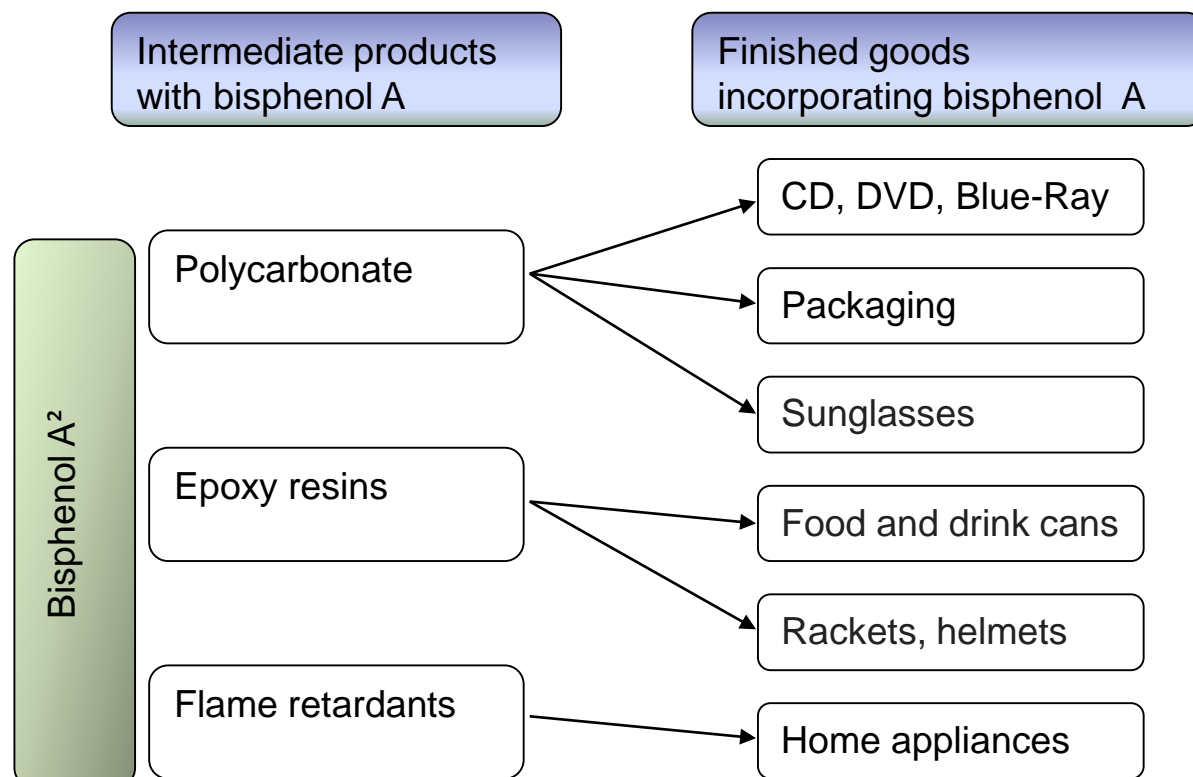 Intermediate products
with bisphenol A
Finished goods
incorporating bisphenol  A
Bisphenol A²
Polycarbonate
Epoxy resins
Flame retardants
CD, DVD, Blue-Ray
Packaging
Sunglasses
Food and drink cans
Rackets, helmets
Home appliances